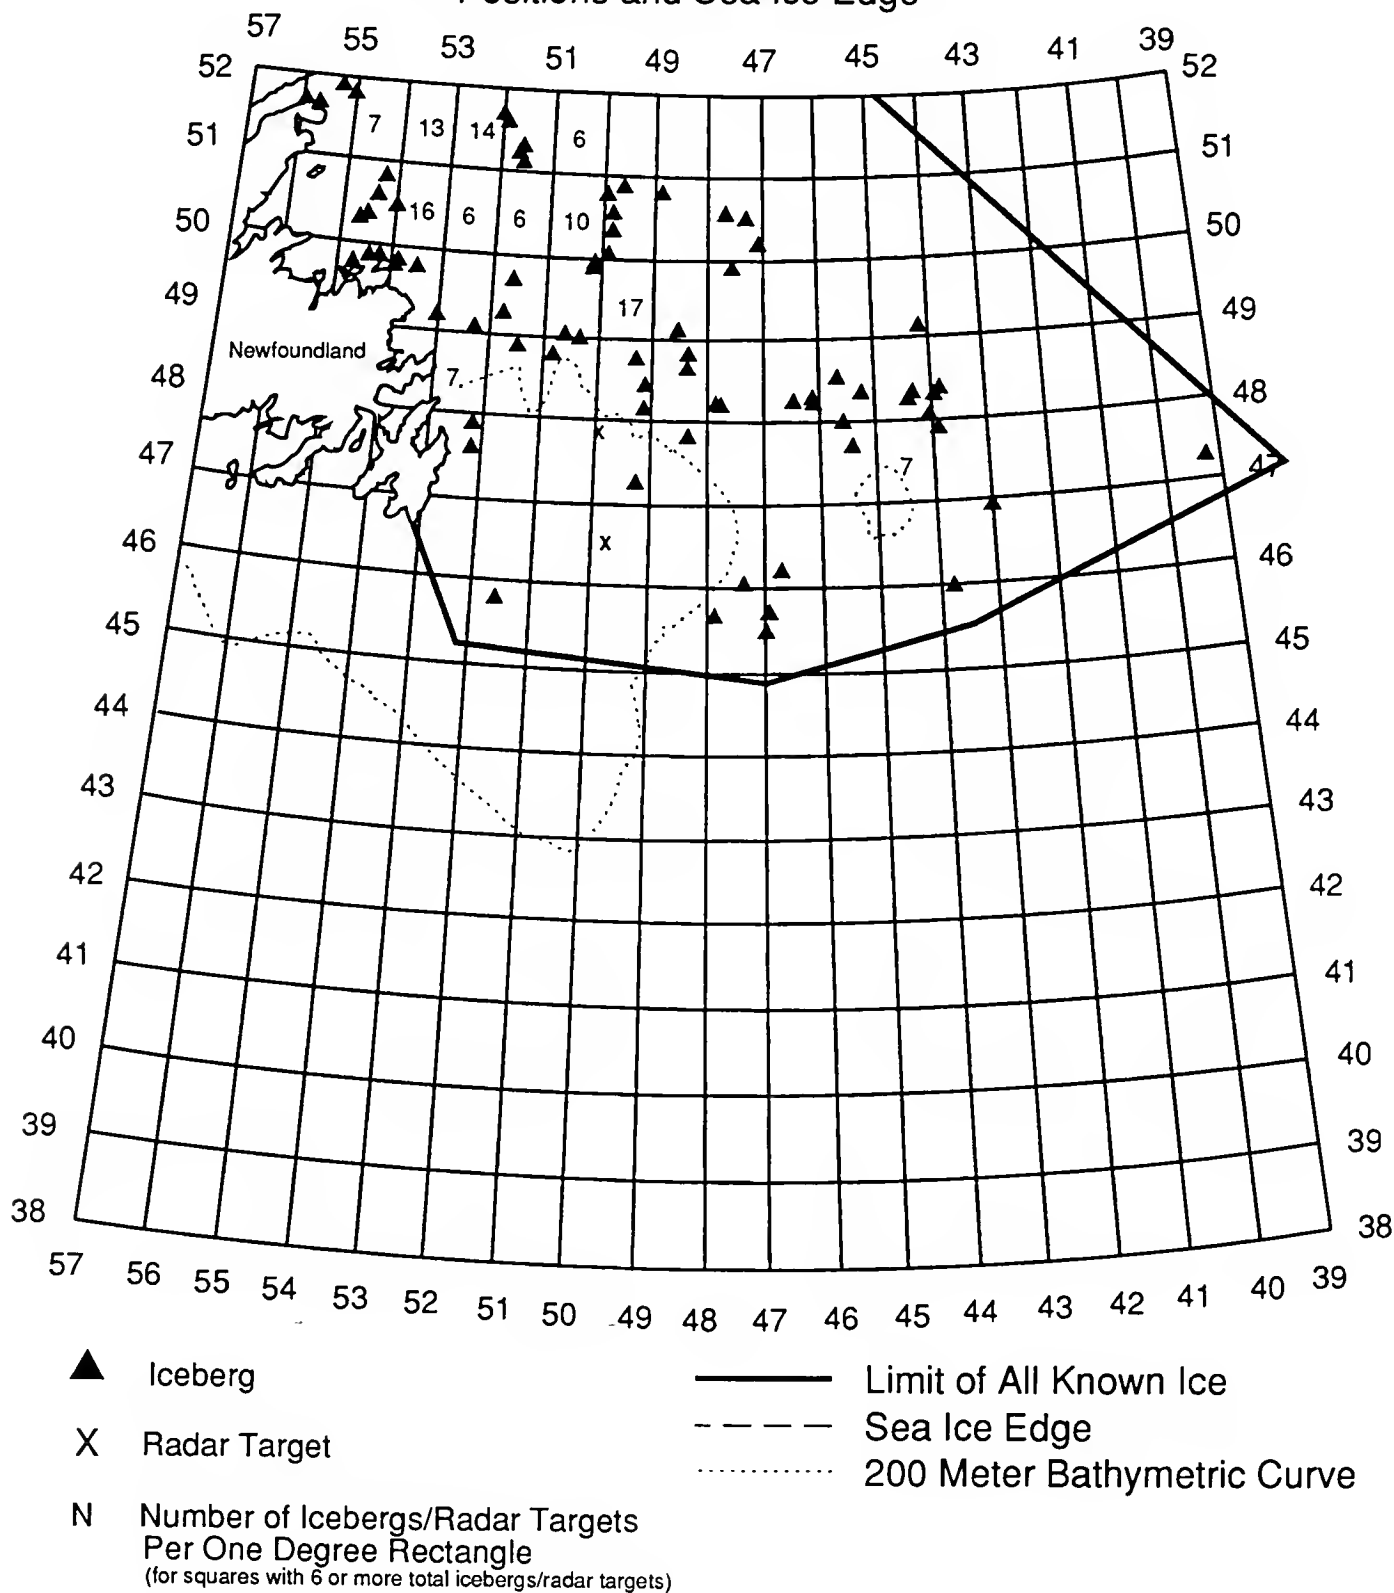 Positions and Sea Ice Edge
57 55 53 51 49 47 45 43 41 39
52 52
51 7 13 14 6 51
50 16 6 6 10 50
49 17 49
Newfoundland
48 7 48
47 X 7 47
46 X 46
45 45
44 44
43 43
42 42
41 41
40 40
39 39
38 38
57 56 55 54 53 52 51 50 49 48 47 46 45 44 43 42 41 40 39
Iceberg
X Radar Target
N Number of Icebergs/Radar Targets
Per One Degree Rectangle
(for squares with 6 or more total icebergs/radar targets)
Limit of All Known Ice
Sea Ice Edge
200 Meter Bathymetric Curve